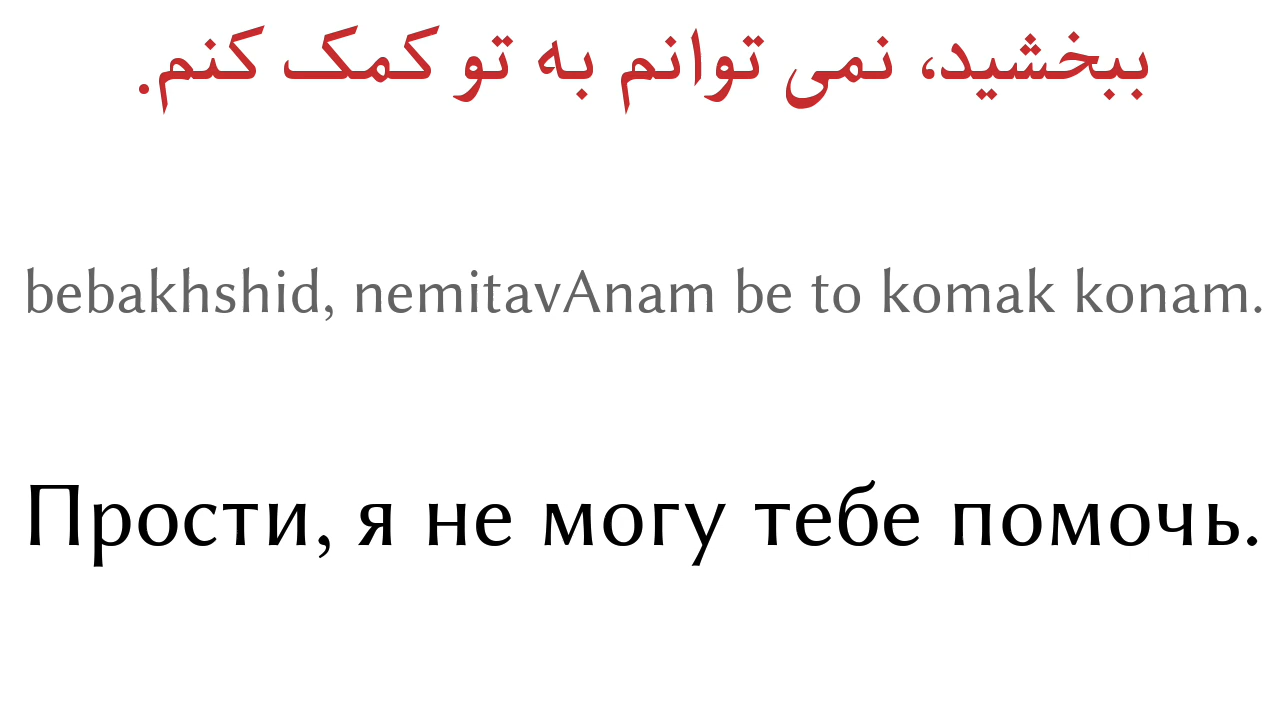 ببخشید، نمی توانم به تو کمک کنم.
bebakhshid, nemitavAnam be to komak konam.
Прости, я не могу тебе помочь.